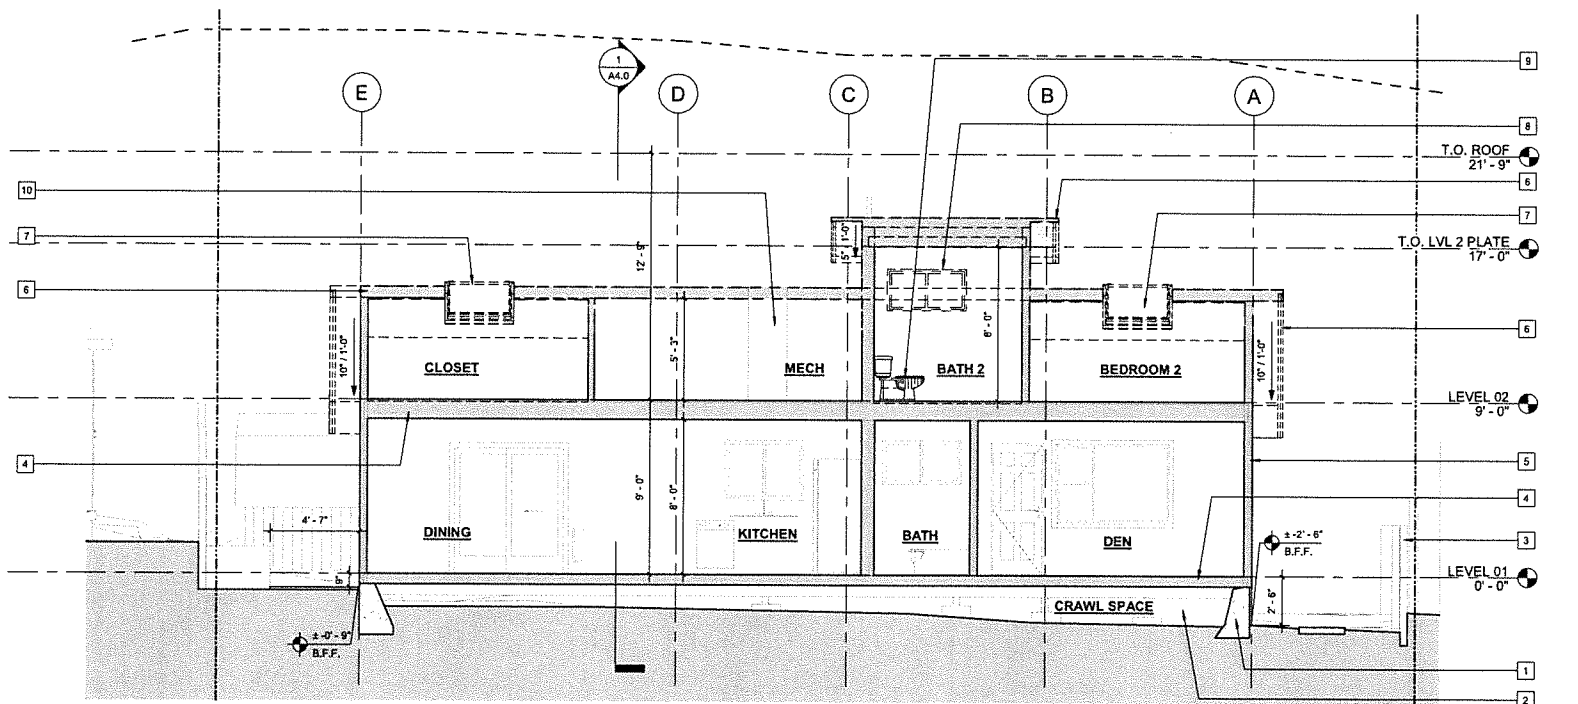 1
A4.0
E
D
C
B
A
9
8
T.O. ROOF
21' - 9"
10
6
7
7
T.O. LVL 2 PLATE
17' - 0"
12' - 9"
5" / 1'-0"
6
6
10" / 1'-0"
CLOSET
5' - 3"
MECH
BATH 2
8' - 0"
BEDROOM 2
10" / 1'-0"
LEVEL 02
9' - 0"
4
5
9' - 0"
8' - 0"
4
4' - 7"
DINING
KITCHEN
BATH
DEN
± -2' - 6"
B.F.F.
3
9"
LEVEL 01
0' - 0"
CRAWL SPACE
2' - 6"
± -0' - 9"
B.F.F.
1
2